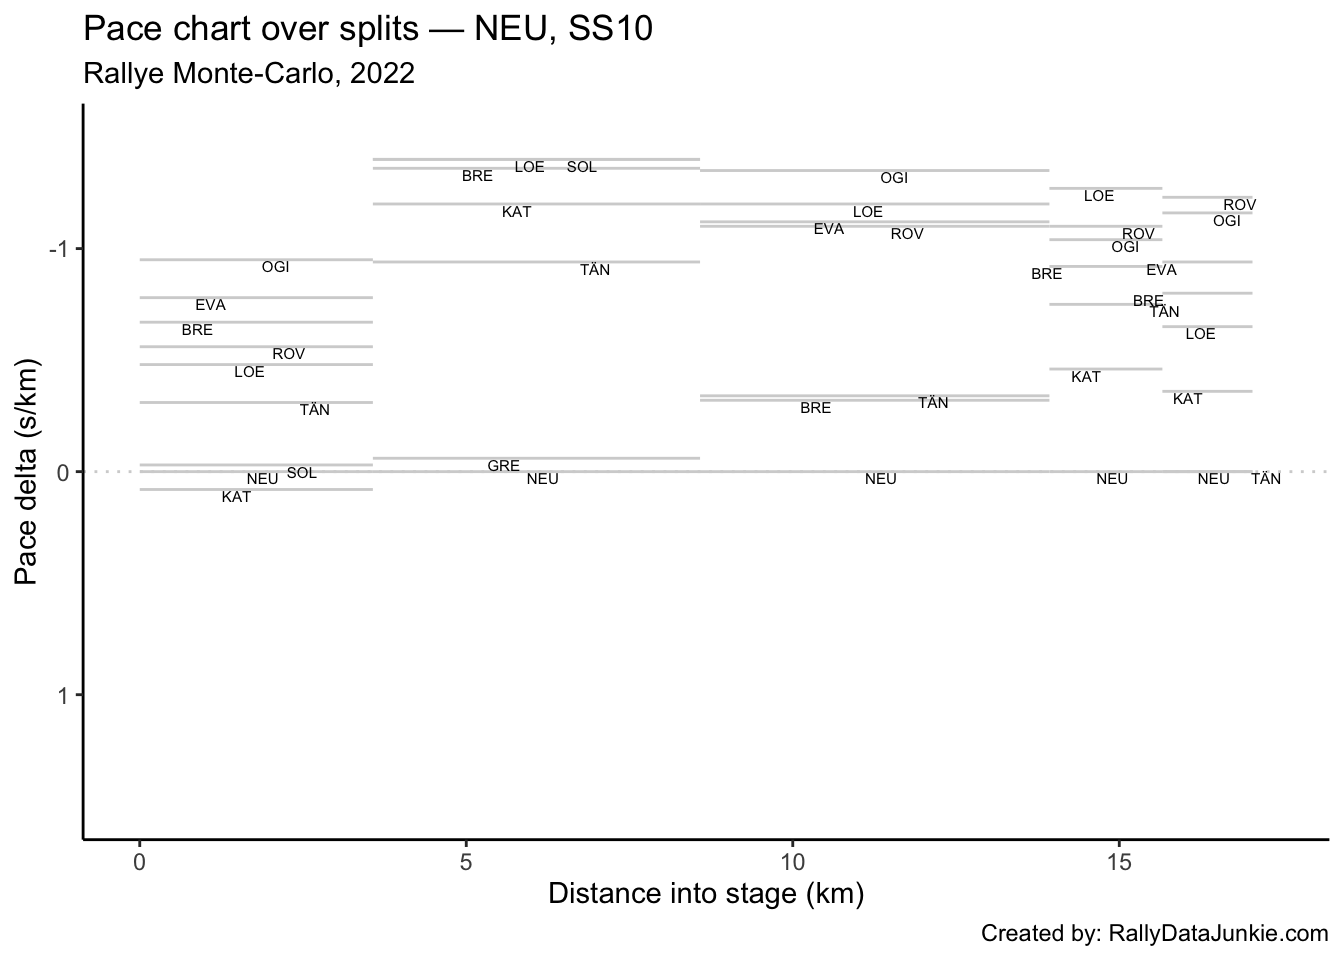 Pace chart over splits — NEU, SS10
Rallye Monte-Carlo, 2022
Pace delta (s/km)
-1
0
1
OGI
EVA
BRE
ROV
LOE
TÄN
SOL
NEU
KAT
LOE SOL
BRE
KAT
TÄN
GRE
NEU
OGI
LOE
EVA
ROV
TÄN
BRE
NEU
LOE
ROV
OGI
BRE
TÄN
KAT
NEU
ROV
OGI
EVA
BRE
LOE
KAT
NEU TÄN
0 5 10 15
Distance into stage (km)
Created by: RallyDataJunkie.com